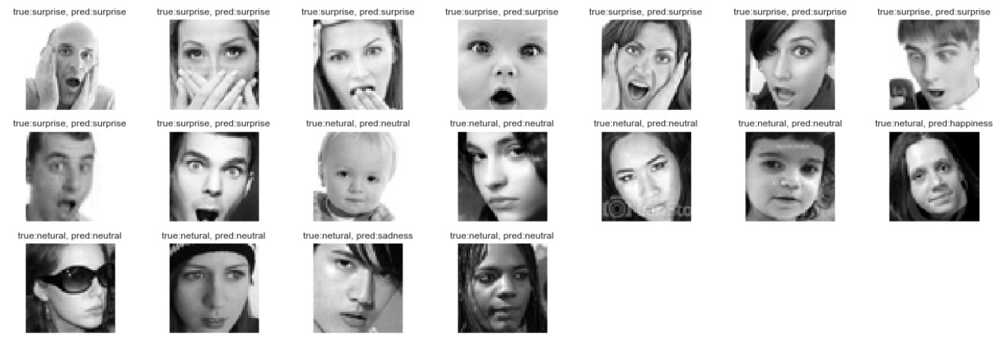 true:surprise, pred:surprise true:surprise, pred:surprise true:surprise, pred:surprise true:surprise, pred:surprise true:surprise, pred:surprise true:surprise, pred:surprise true:surprise, pred:surprise
true:surprise, pred:surprise true:surprise, pred:surprise true:netural, pred:neutral true:netural, pred:neutral true:netural, pred:neutral true:netural, pred:neutral true:netural, pred:happiness
true:netural, pred:neutral true:netural, pred:neutral true:netural, pred:sadness true:netural, pred:neutral